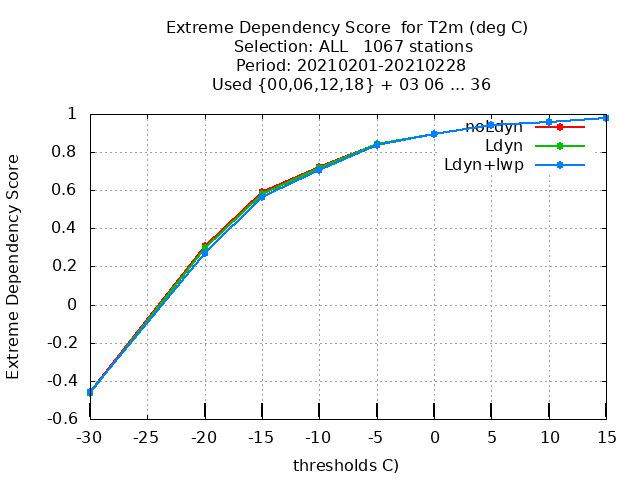 Extreme Dependency Score  for T2m (deg C)
Selection: ALL   1067 stations
Period: 20210201-20210228
Used {00,06,12,18} + 03 06 ... 36
noLdyn
Ldyn
Ldyn+lwp
Extreme Dependency Score
1
0.8
0.6
0.4
0.2
0
-0.2
-0.4
-0.6
-30 -25 -20 -15 -10 -5 0 5 10 15
thresholds C)